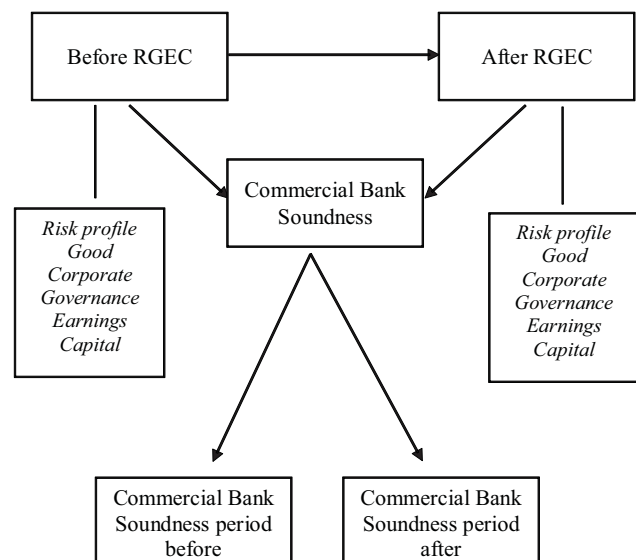 Before RGEC
After RGEC
Commercial Bank
Soundness
Risk profile
Good
Corporate
Governance
Earnings
Capital
Risk profile
Good
Corporate
Governance
Earnings
Capital
Commercial Bank
Soundness period
before
Commercial Bank
Soundness period
after